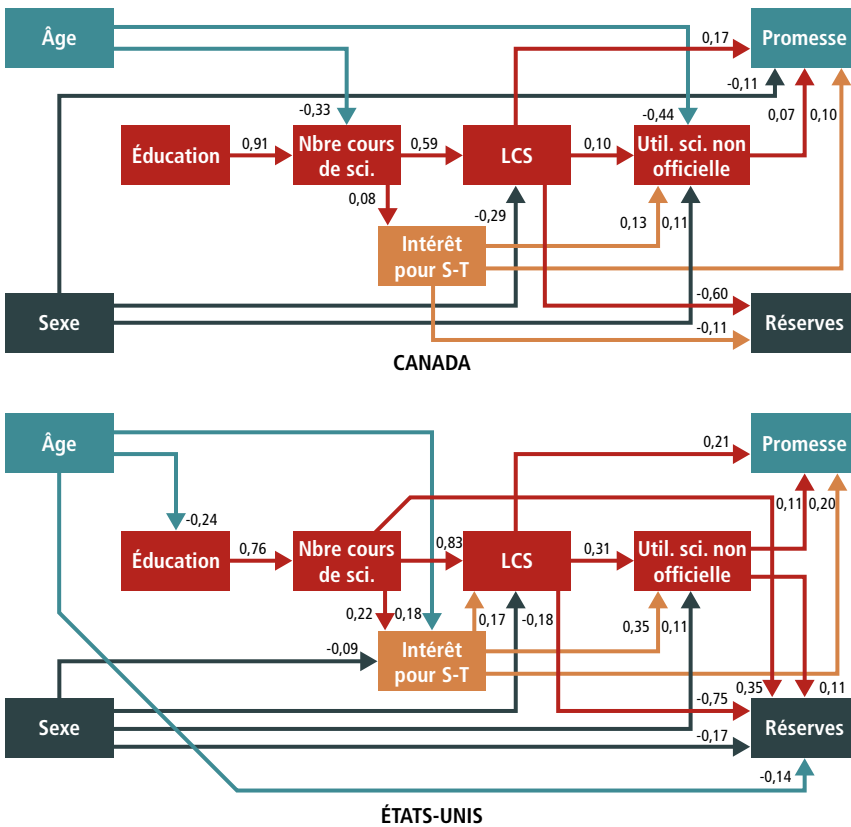 Âge
Promesse
0,17
-0,11
-0,33
-0,44
0,07
0,10
Éducation
0,91
Nbre cours
de sci.
0,59
LCS
0,10
Util. sci. non
officielle
0,08
-0,29
0,13
0,11
Intérêt
pour S-T
Sexe
-0,60
Réserves
-0,11
CANADA
Âge
Promesse
0,21
-0,24
0,11
0,20
Éducation
0,76
Nbre cours
de sci.
0,83
LCS
0,31
Util. sci. non
officielle
0,22
0,18
0,17
-0,18
0,35
0,11
-0,09
Intérêt
pour S-T
0,35
0,11
-0,75
Sexe
Réserves
-0,17
-0,14
ÉTATS-UNIS